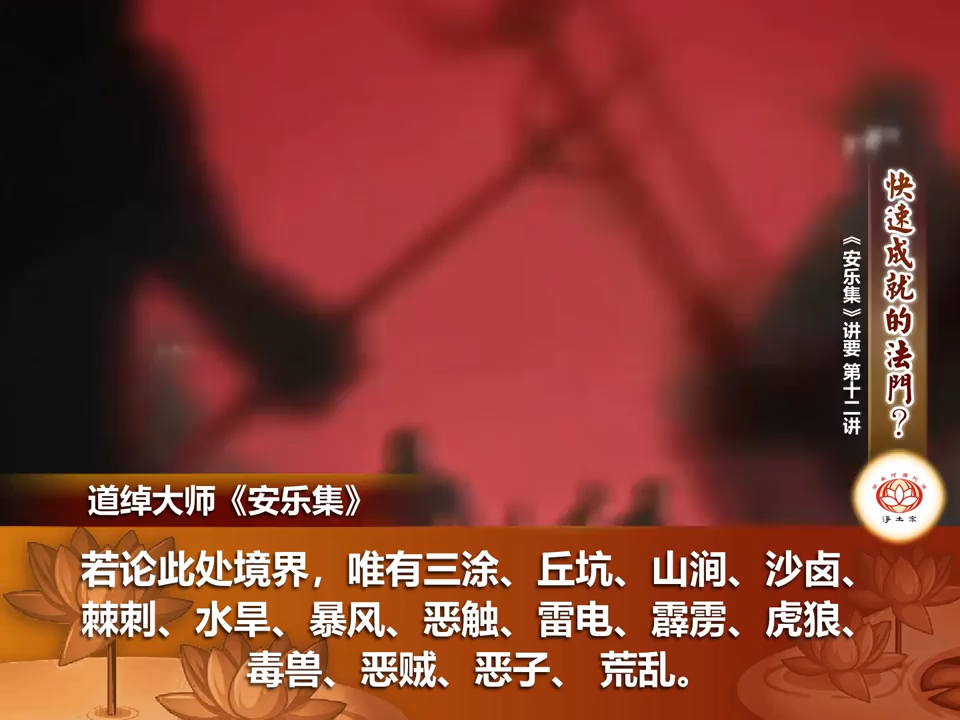 快速成就的法門？
《安乐集》讲要 第十二讲
净土宗
道绰大师《安乐集》
若论此处境界，唯有三涂、丘坑、山涧、沙卤、
棘刺、水旱、暴风、恶触、雷电、霹雳、虎狼、
毒兽、恶贼、恶子、 荒乱。